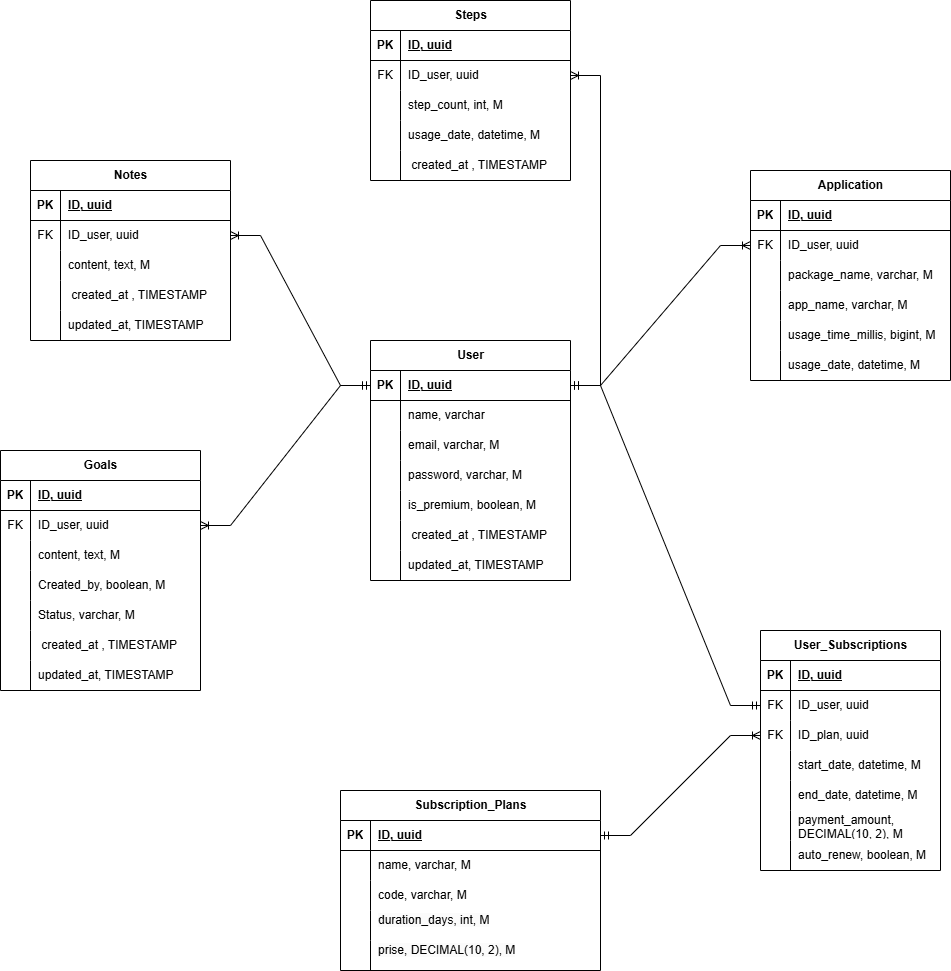 Steps
PK ID, uuid
FK ID_user, uuid
step_count, int, M
usage_date, datetime, M
created_at , TIMESTAMP
Notes
PK ID, uuid
FK ID_user, uuid
content, text, M
created_at , TIMESTAMP
updated_at, TIMESTAMP
Application
PK ID, uuid
FK ID_user, uuid
package_name, varchar, M
app_name, varchar, M
usage_time_millis, bigint, M
usage_date, datetime, M
User
PK ID, uuid
name, varchar
email, varchar, M
password, varchar, M
is_premium, boolean, M
created_at , TIMESTAMP
updated_at, TIMESTAMP
Goals
PK ID, uuid
FK ID_user, uuid
content, text, M
Created_by, boolean, M
Status, varchar, M
created_at , TIMESTAMP
updated_at, TIMESTAMP
User_Subscriptions
PK ID, uuid
FK ID_user, uuid
FK ID_plan, uuid
start_date, datetime, M
end_date, datetime, M
payment_amount,
DECIMAL(10, 2), M
auto_renew, boolean, M
Subscription_Plans
PK ID, uuid
name, varchar, M
code, varchar, M
duration_days, int, M
prise, DECIMAL(10, 2), M